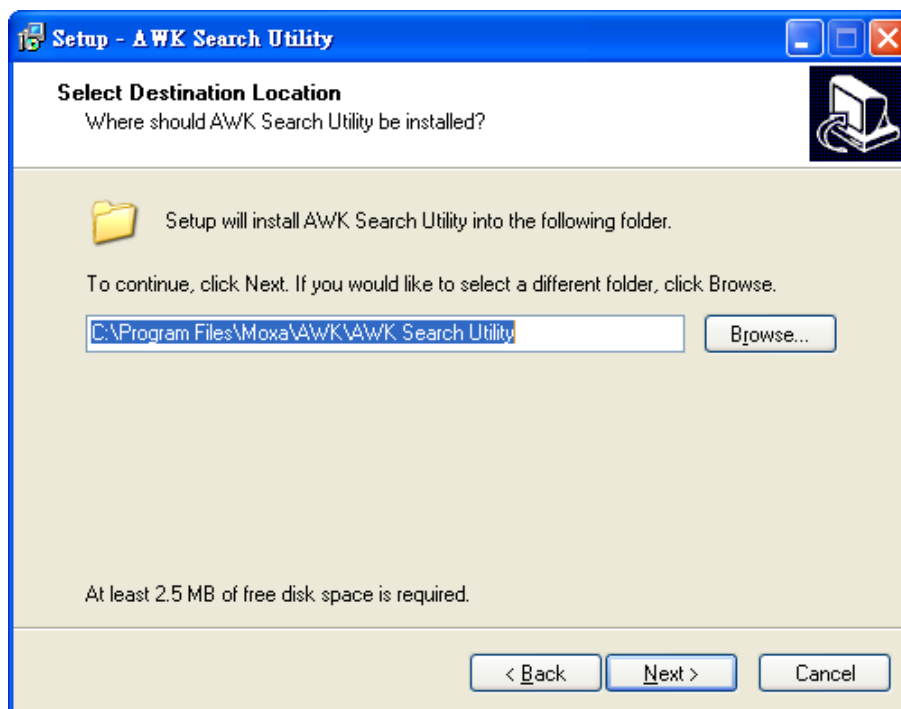 Setup - AWK Search Utility
Select Destination Location
Where should AWK Search Utility be installed?
Setup will install AWK Search Utility into the following folder.
To continue, click Next. If you would like to select a different folder, click Browse.
C:\Program Files\Moxa\AWK\AWK Search Utility
Browse...
At least 2.5 MB of free disk space is required.
< Back
Next >
Cancel